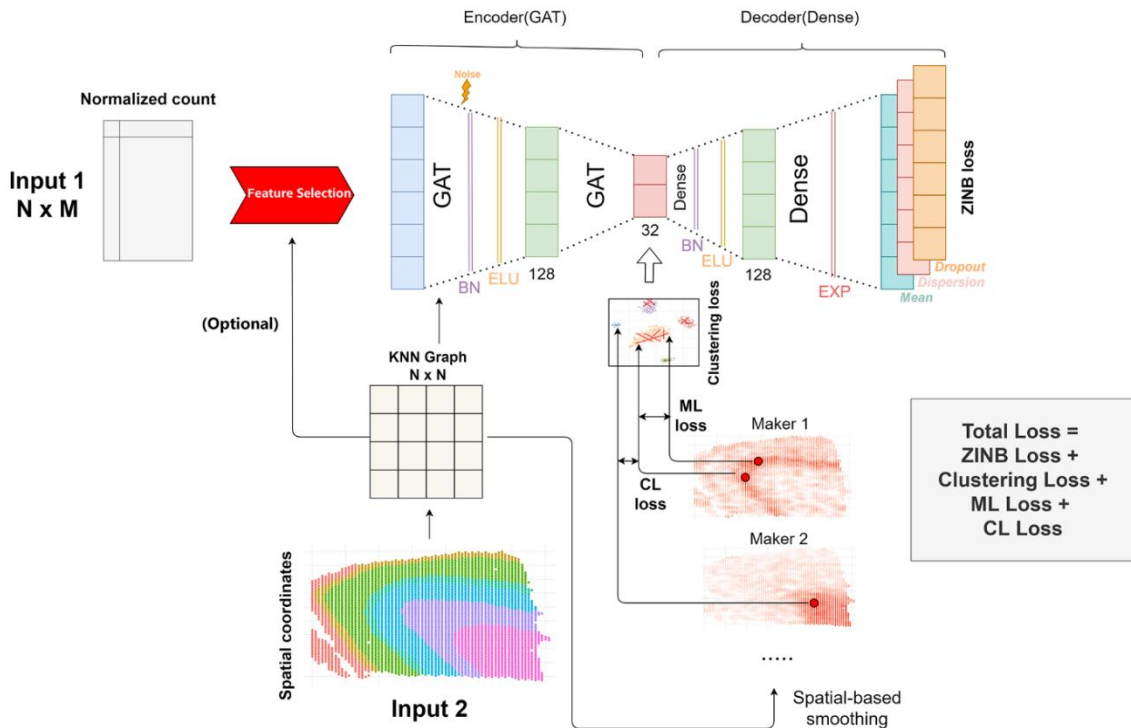 Encoder(GAT)
Decoder(Dense)
Noise
Normalized count
Input 1
N x M
Feature Selection
GAT
BN
ELU
128
GAT
32
Dense
BN
ELU
128
Dense
EXP
ZINB loss
Dropout
Dispersion
Mean
(Optional)
KNN Graph
N x N
Clustering loss
ML
loss
CL
loss
Maker 1
Maker 2
.....
Spatial-based
smoothing
Spatial coordinates
Input 2
Total Loss =
ZINB Loss +
Clustering Loss +
ML Loss +
CL Loss